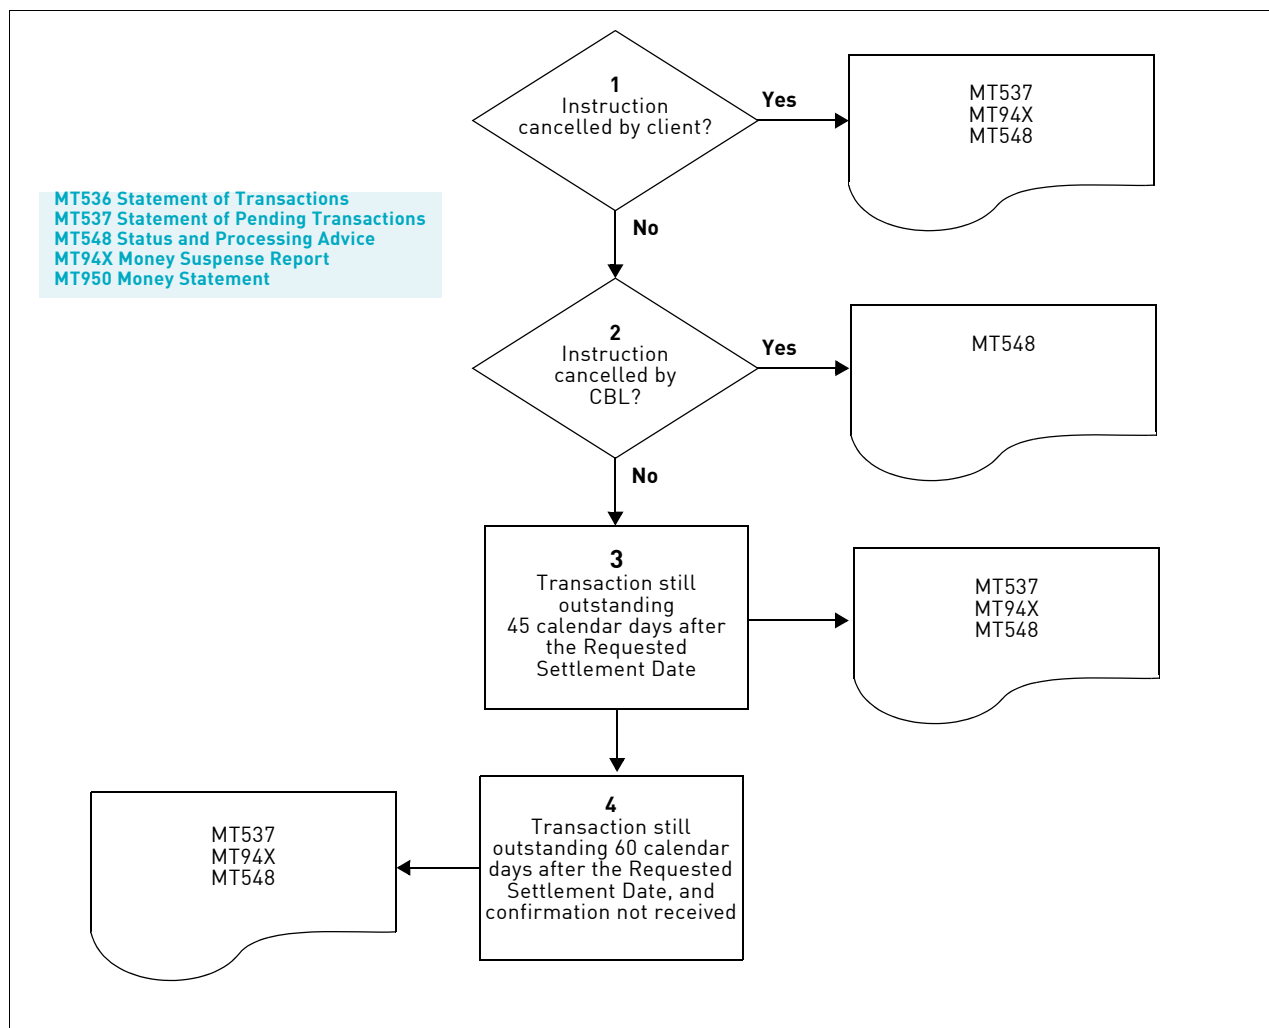 1
Instruction
cancelled by client?
Yes
MT537
MT94X
MT548
MT536 Statement of Transactions
MT537 Statement of Pending Transactions
MT548 Status and Processing Advice
MT94X Money Suspense Report
MT950 Money Statement
No
2
Instruction
cancelled by
CBL?
Yes
MT548
No
3
Transaction still
outstanding
45 calendar days after
the Requested
Settlement Date
MT537
MT94X
MT548
4
Transaction still
outstanding 60 calendar
days after the Requested
Settlement Date, and
confirmation not received
MT537
MT94X
MT548